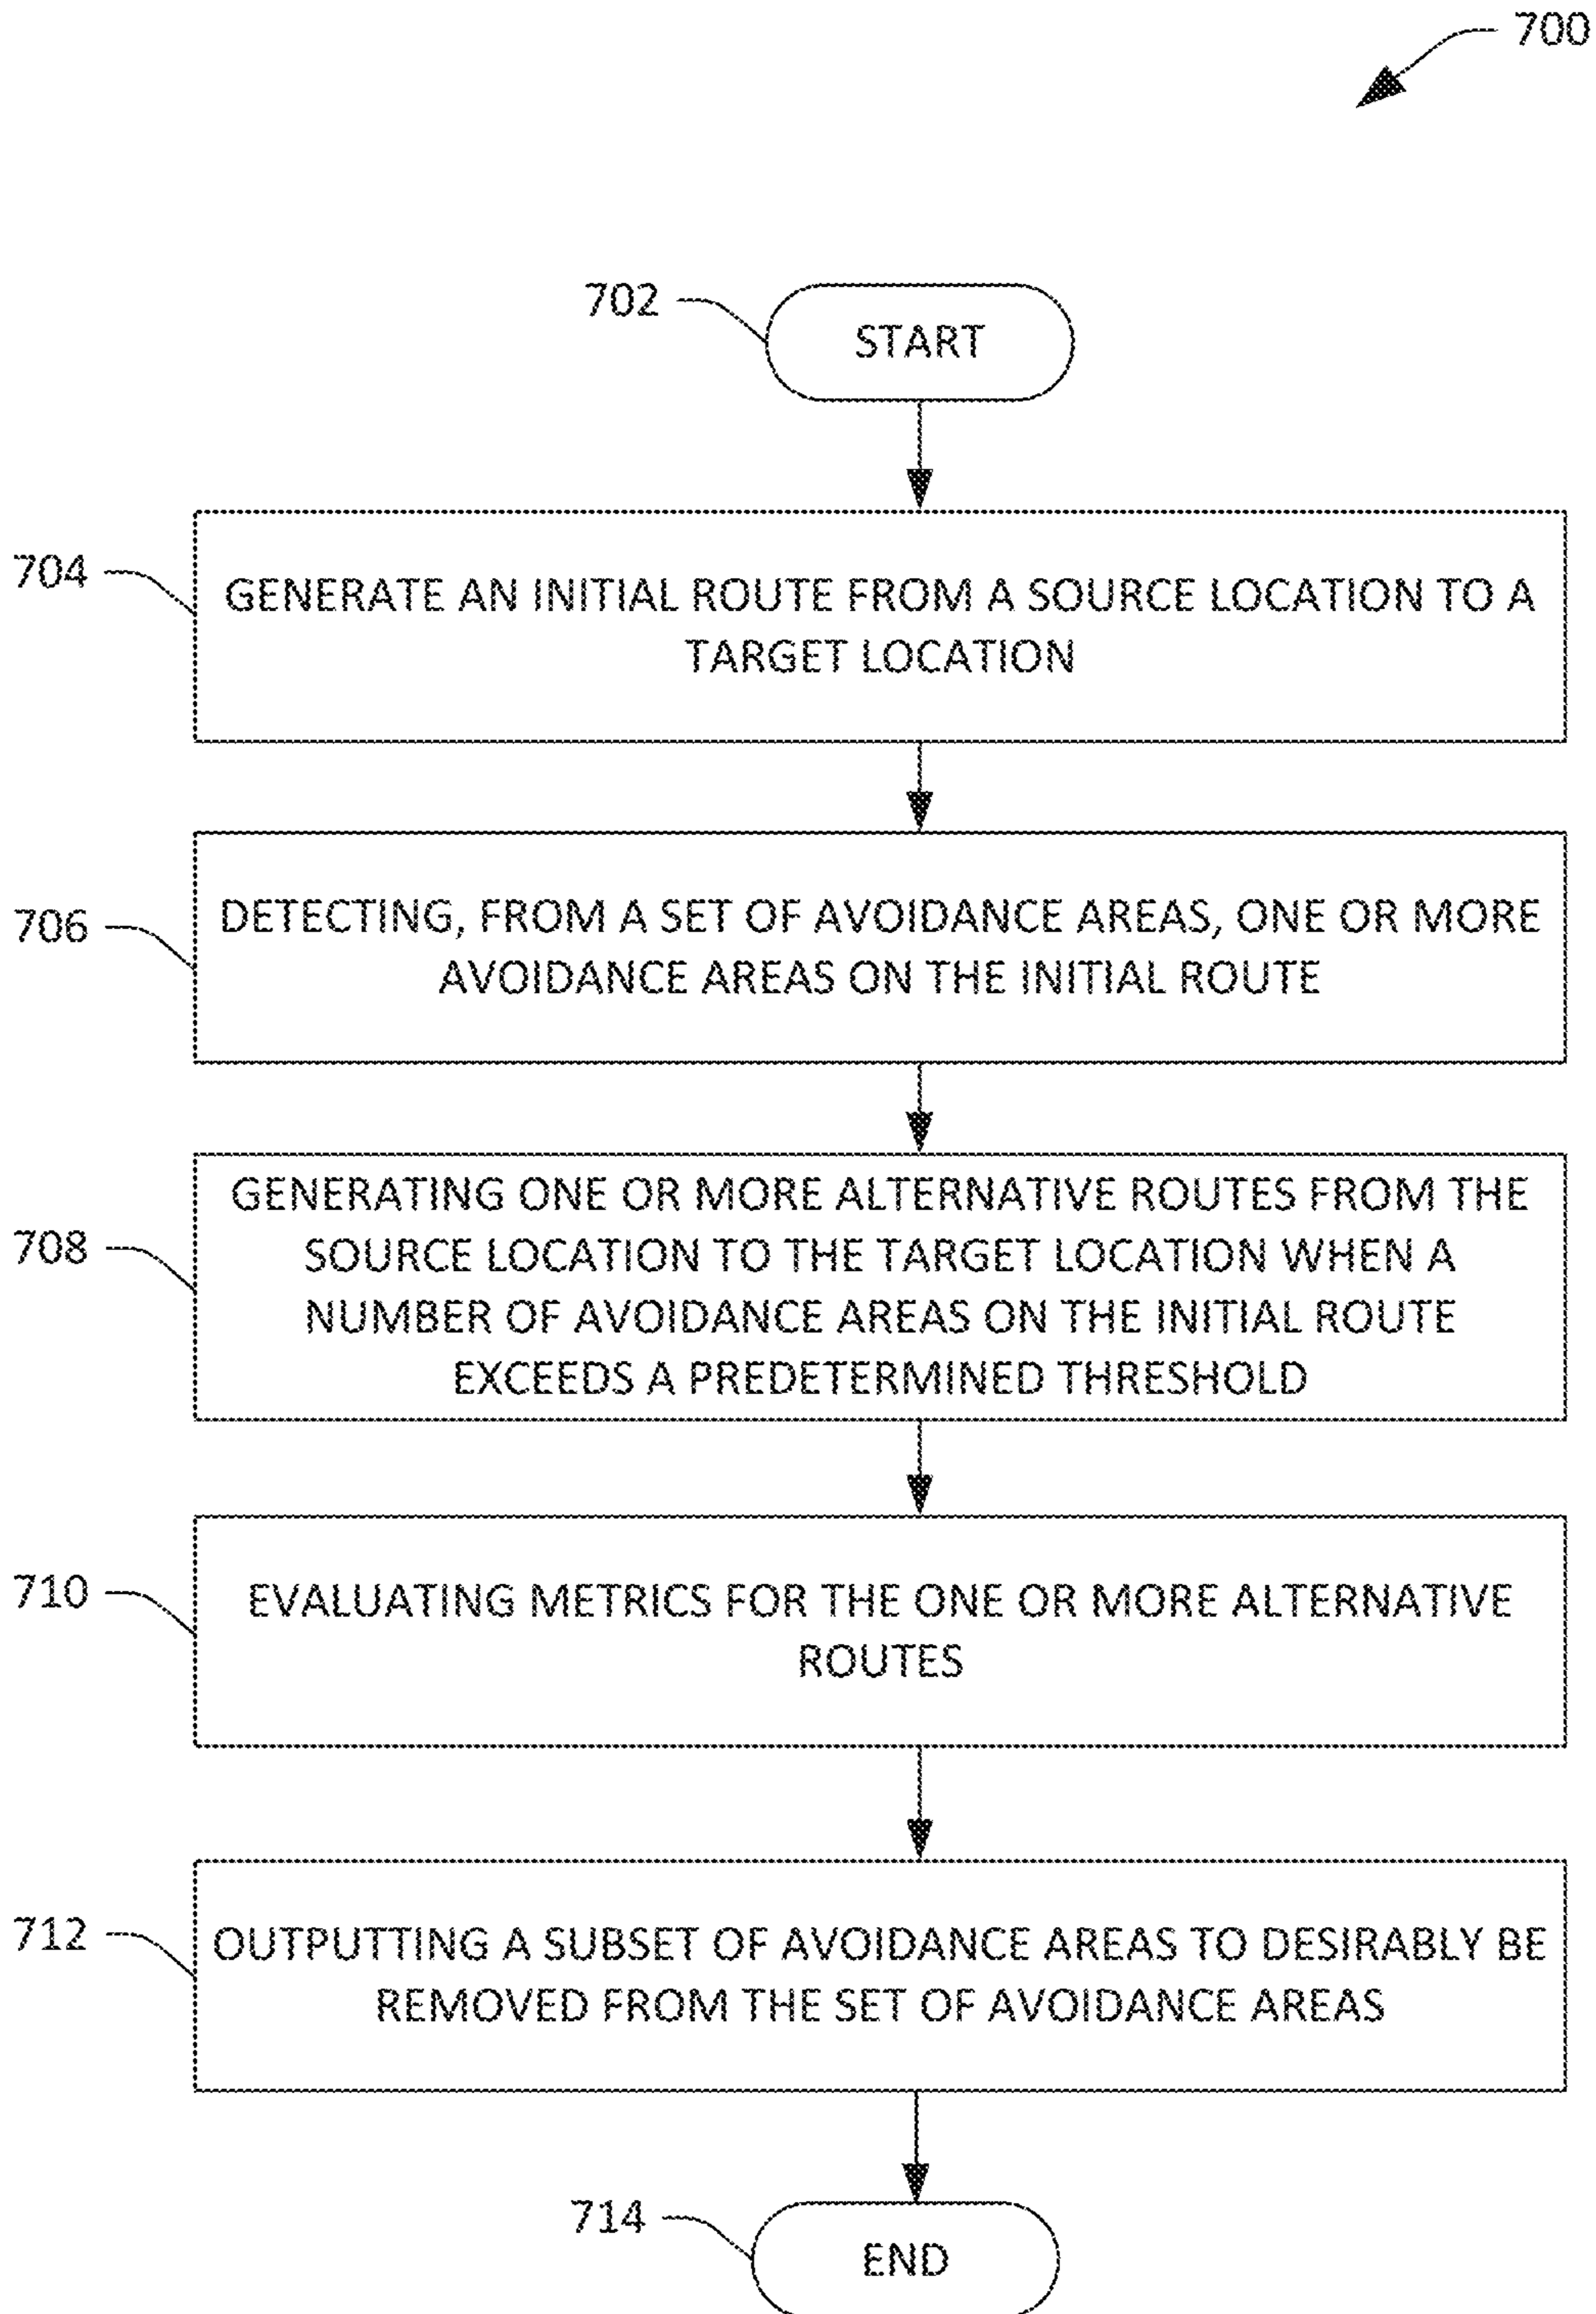 700
702
START
704
GENERATE AN INITIAL ROUTE FROM A SOURCE LOCATION TO A
TARGET LOCATION
706
DETECTING, FROM A SET OF AVOIDANCE AREAS, ONE OR MORE
AVOIDANCE AREAS ON THE INITIAL ROUTE
708
GENERATING ONE OR MORE ALTERNATIVE ROUTES FROM THE
SOURCE LOCATION TO THE TARGET LOCATION WHEN A
NUMBER OF AVOIDANCE AREAS ON THE INITIAL ROUTE
EXCEEDS A PREDETERMINED THRESHOLD
710
EVALUATING METRICS FOR THE ONE OR MORE ALTERNATIVE
ROUTES
712
OUTPUTTING A SUBSET OF AVOIDANCE AREAS TO DESIRABLY BE
REMOVED FROM THE SET OF AVOIDANCE AREAS
714
END